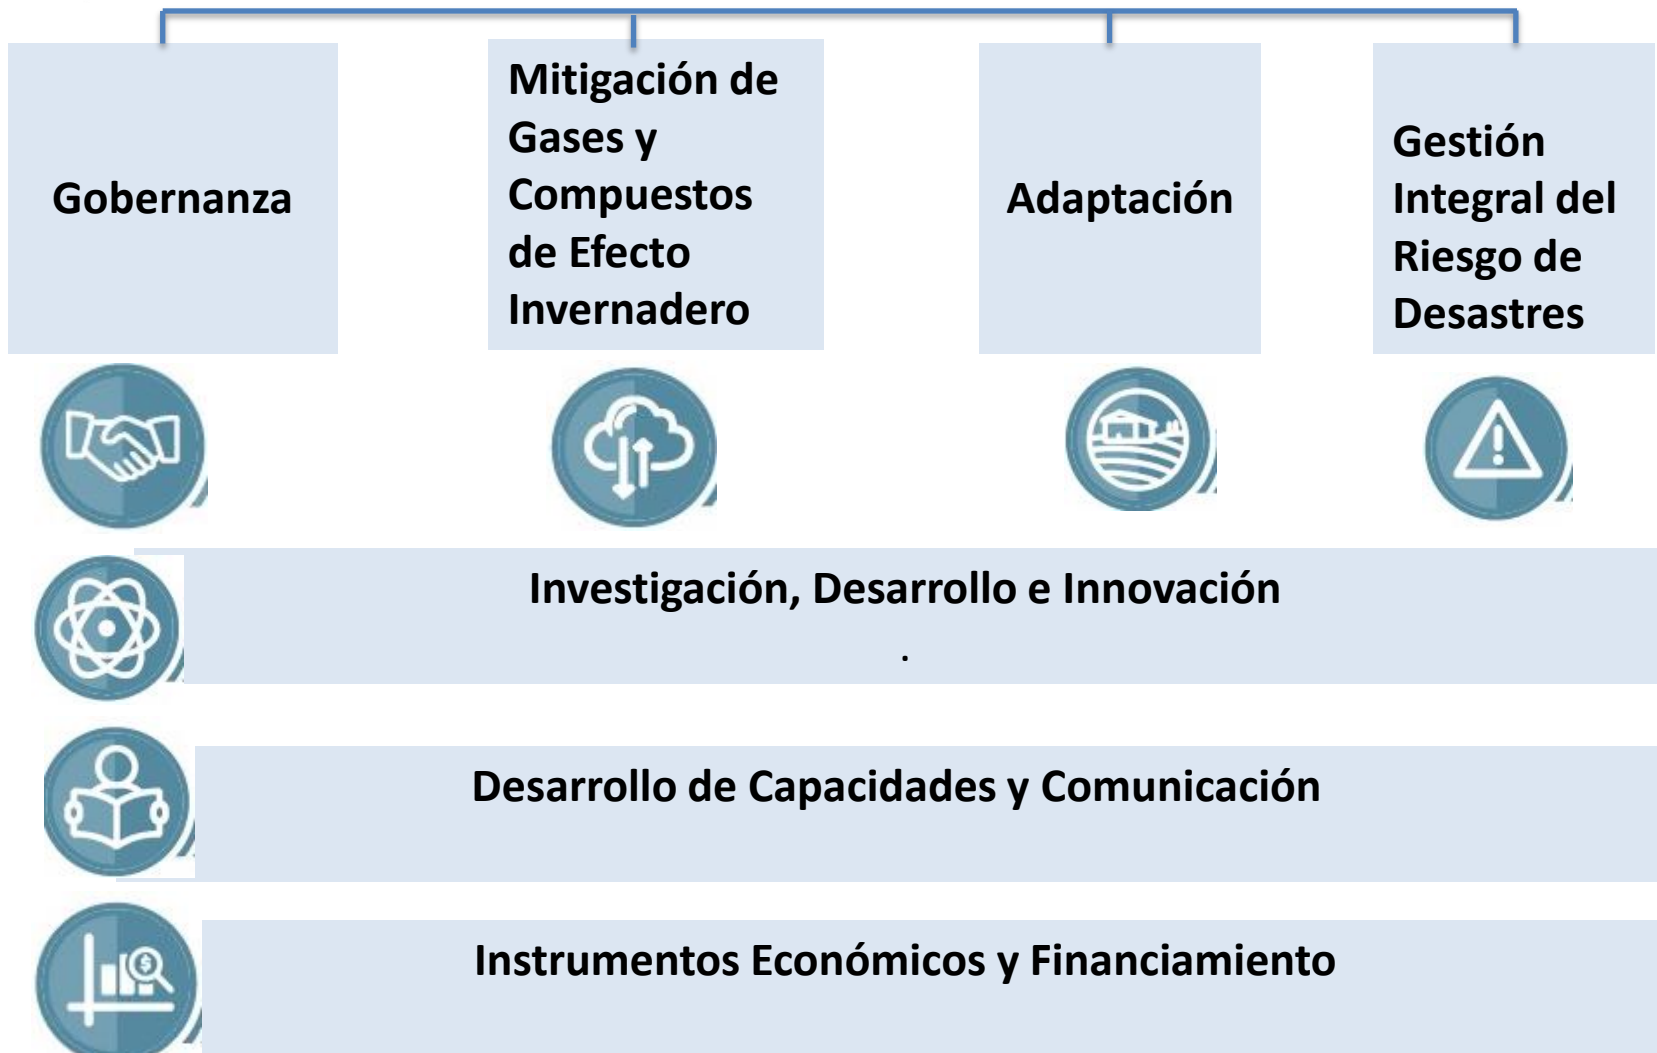 Gobernanza
Mitigación de
Gases y
Compuestos
de Efecto
Invernadero
Adaptación
Gestión
Integral del
Riesgo de
Desastres
Investigación, Desarrollo e Innovación
.
Desarrollo de Capacidades y Comunicación
Instrumentos Económicos y Financiamiento